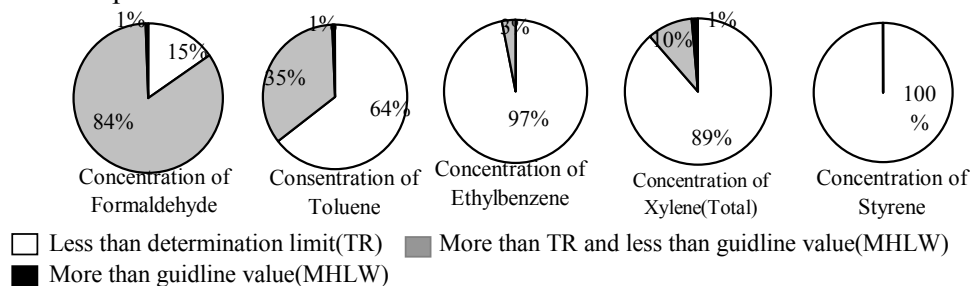 1%
15%
84%
Concentration of
Formaldehyde
1%
35%
64%
Consentration of
Toluene
3%
97%
Concentration of
Ethylbenzene
10%
1%
89%
Concentration of
Xylene(Total)
100
%
Concentration of
Styrene
Less than determination limit(TR)
More than TR and less than guidline value(MHLW)
More than guidline value(MHLW)